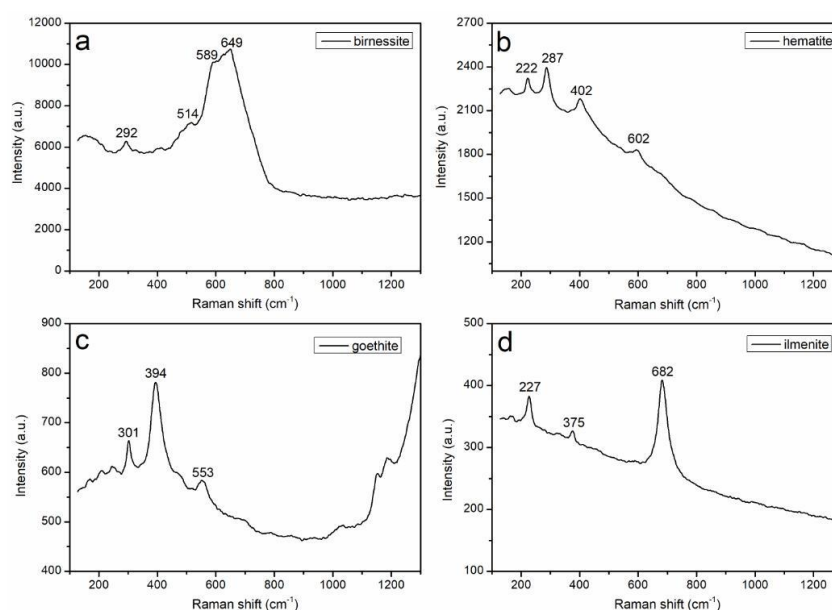 a
birnessite
12000
10000
8000
6000
4000
2000
0
292
514
589
649
Intensity (a.u.)
200 400 600 800 1000 1200
Raman shift (cm⁻¹)
b
hematite
2700
2400
2100
1800
1500
1200
222
287
402
602
Intensity (a.u.)
200 400 600 800 1000 1200
Raman shift (cm⁻¹)
c
goethite
900
800
700
600
500
400
301
394
553
Intensity (a.u.)
200 400 600 800 1000 1200
Raman shift (cm⁻¹)
d
ilmenite
500
400
300
200
100
227
375
682
Intensity (a.u.)
200 400 600 800 1000 1200
Raman shift (cm⁻¹)